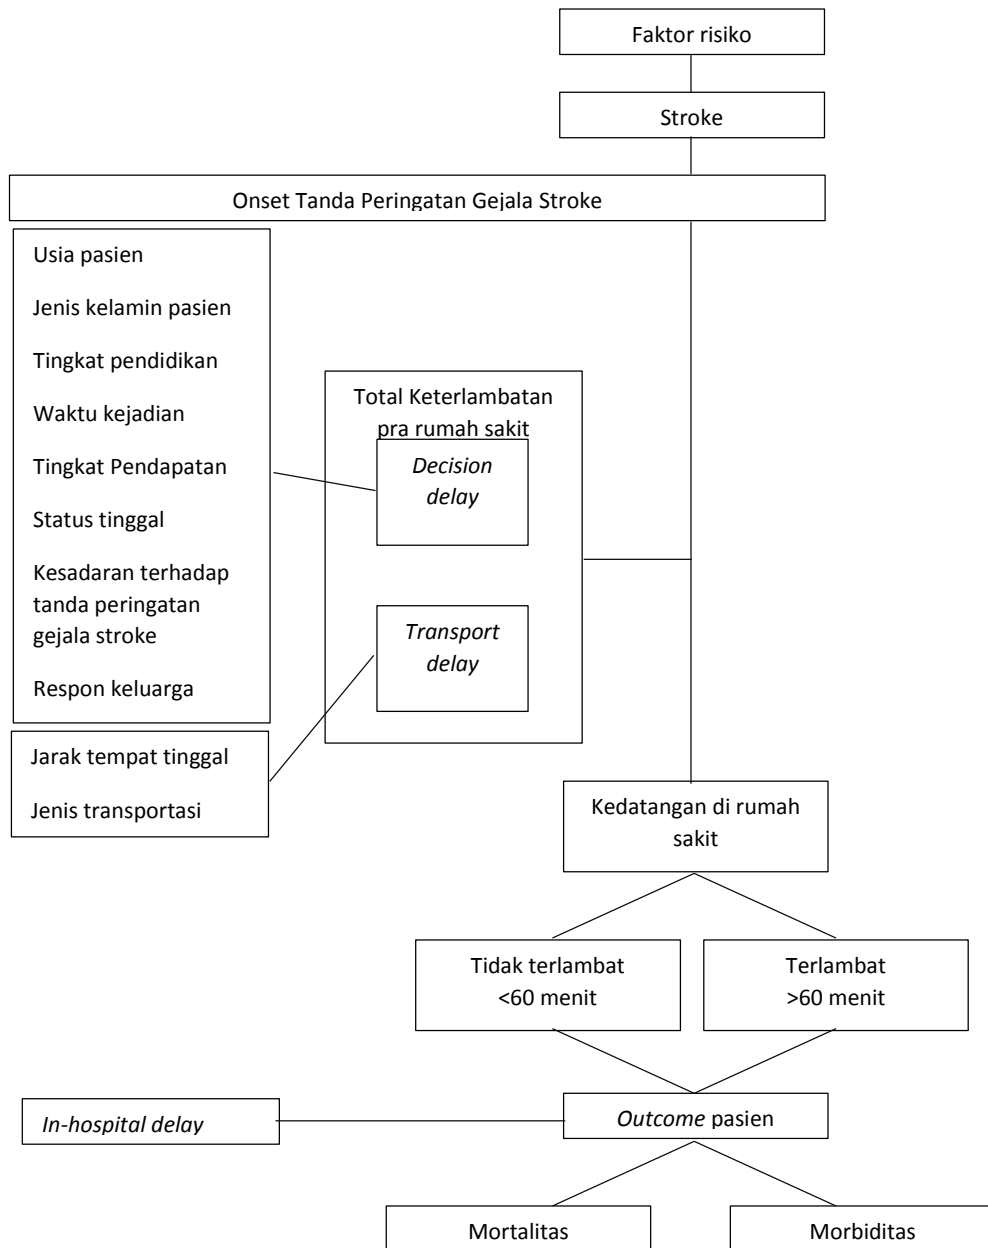 Faktor risiko
Stroke
Onset Tanda Peringatan Gejala Stroke
Usia pasien
Jenis kelamin pasien
Tingkat pendidikan
Waktu kejadian
Tingkat Pendapatan
Status tinggal
Kesadaran terhadap
tanda peringatan
gejala stroke
Respon keluarga
Total Keterlambatan
pra rumah sakit
Decision
delay
Transport
delay
Jarak tempat tinggal
Jenis transportasi
Kedatangan di rumah
sakit
Tidak terlambat
<60 menit
Terlambat
>60 menit
In-hospital delay
Outcome pasien
Mortalitas
Morbiditas